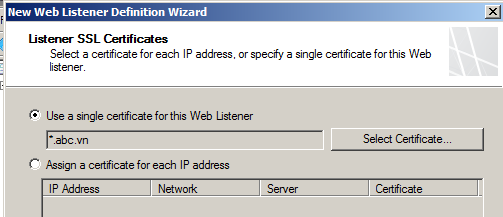 New Web Listener Definition Wizard
Listener SSL Certificates
Select a certificate for each IP address, or specify a single certificate for this Web
listener.
Use a single certificate for this Web Listener
*.abc.vn
Select Certificate...
Assign a certificate for each IP address
IP Address Network Server Certificate